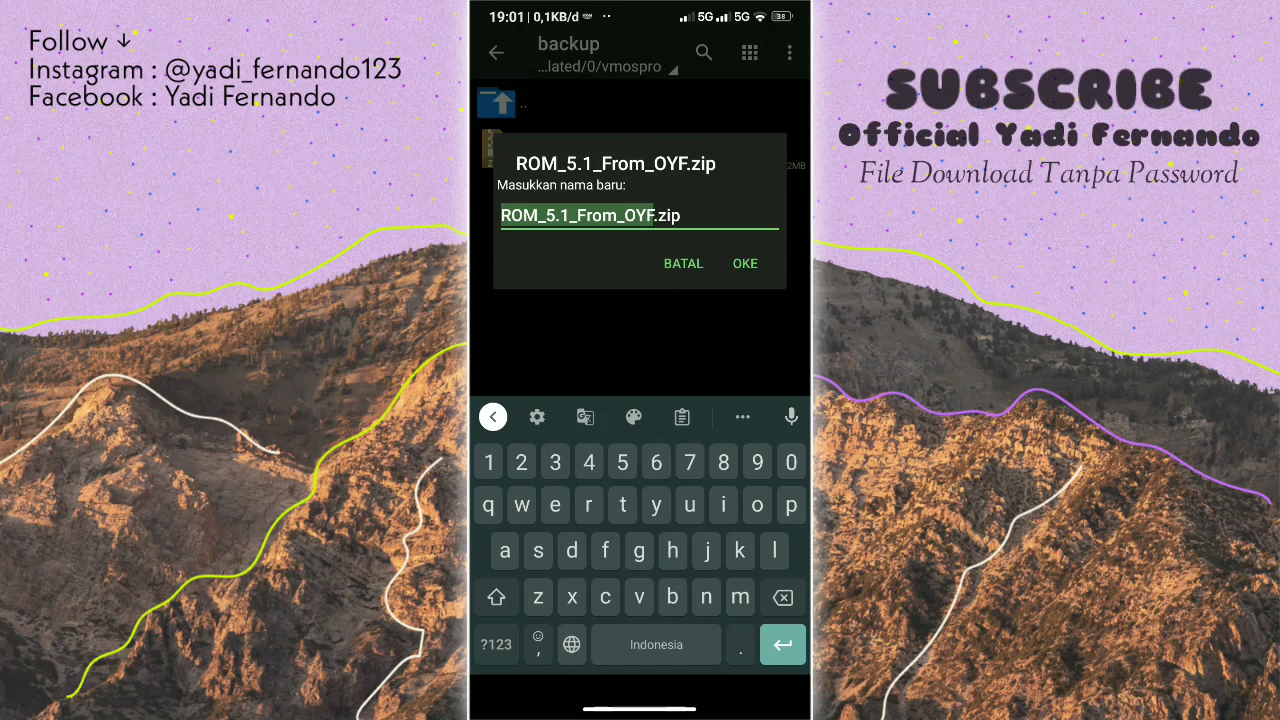 Follow ↓
Instagram : @yadi_fernando123
Facebook : Yadi Fernando
19:01 | 0,1KB/d
5G 5G 38
backup
...lated/0/vmospro
..
2MB
ROM_5.1_From_OYF.zip
Masukkan nama baru:
ROM_5.1_From_OYF.zip
BATAL OKE
1 2 3 4 5 6 7 8 9 0
q w e r t y u i o p
a s d f g h j k l
z x c v b n m
?123 , Indonesia .
SUBSCRIBE
Official Yadi Fernando
File Download Tanpa Password